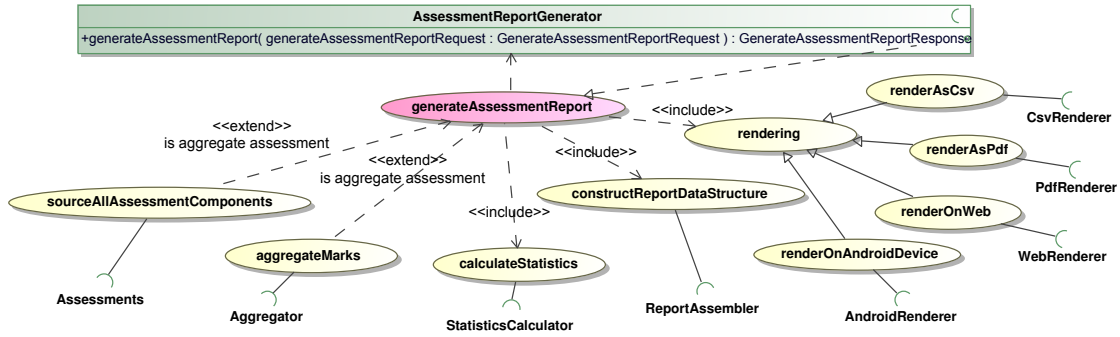 AssessmentReportGenerator
+generateAssessmentReport( generateAssessmentReportRequest : GenerateAssessmentReportRequest ) : GenerateAssessmentReportResponse
renderAsCsv
generateAssessmentReport
<<include>>
CsvRenderer
<<extend>>
is aggregate assessment
rendering
<<include>>
renderAsPdf
<<extend>>
is aggregate assessment
PdfRenderer
sourceAllAssessmentComponents
constructReportDataStructure
<<include>>
renderOnWeb
aggregateMarks
calculateStatistics
renderOnAndroidDevice
WebRenderer
Assessments
Aggregator
StatisticsCalculator
ReportAssembler
AndroidRenderer